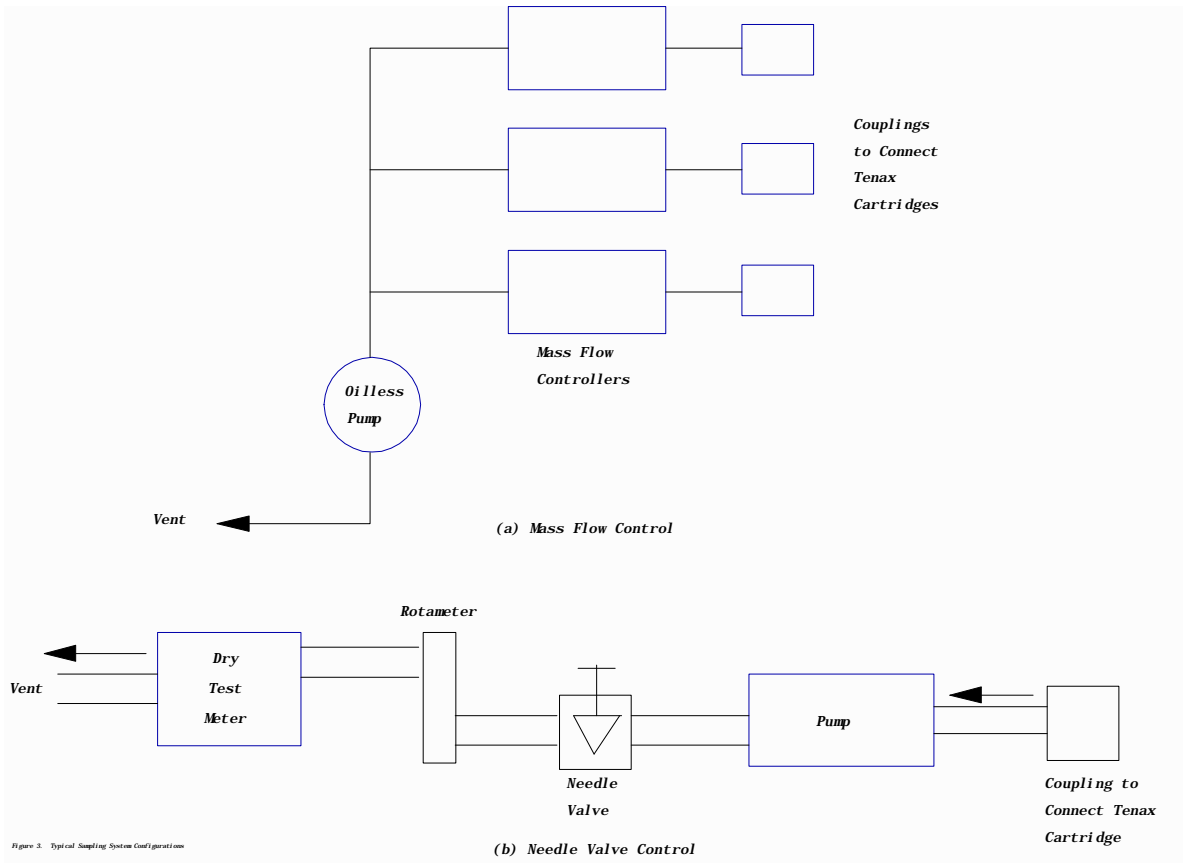 Couplings
to Connect
Tenax
Cartridges
Mass Flow
Controllers
Oilless
Pump
Vent
(a) Mass Flow Control
Rotameter
Dry
Test
Meter
Vent
Pump
Needle
Valve
Coupling to
Connect Tenax
Cartridge
(b) Needle Valve Control
Figure 3. Typical Sampling System Configurations